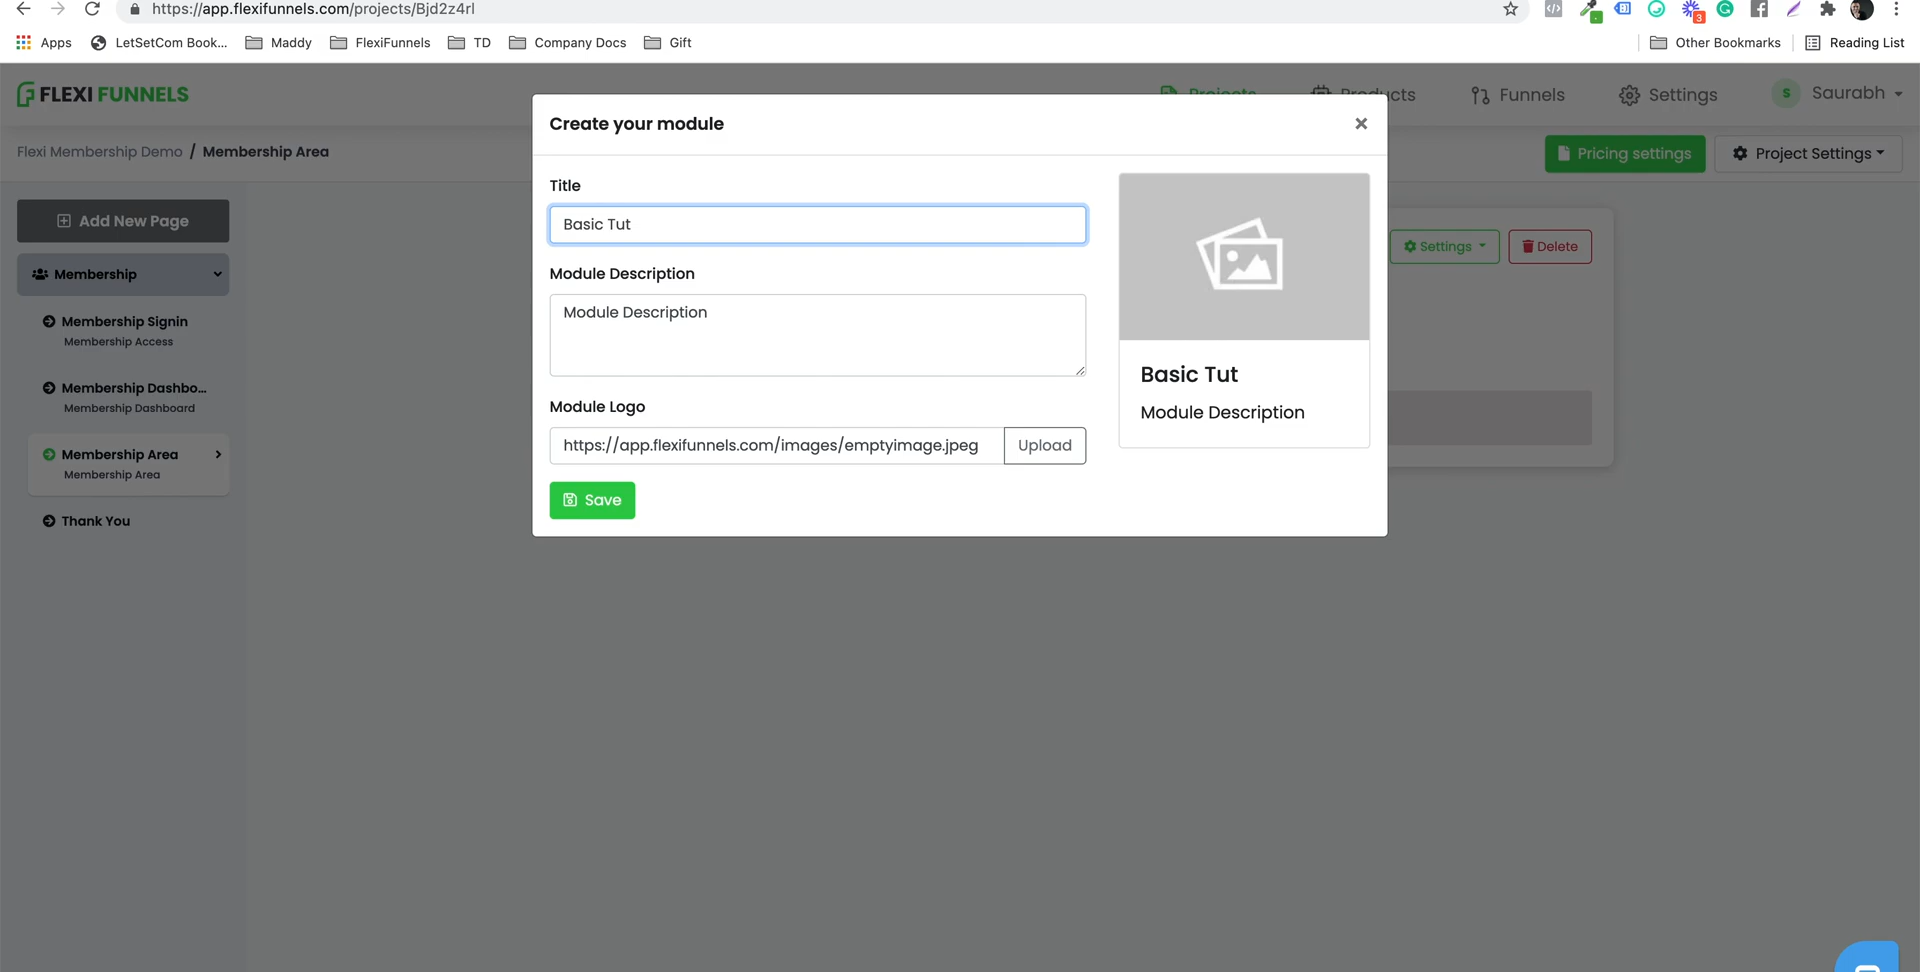 https://app.flexifunnels.com/projects/Bjd2z4rl
3
Apps LetSetCom Book... Maddy FlexiFunnels TD Company Docs Gift Other Bookmarks Reading List
FLEXI FUNNELS Projects Products Funnels Settings S Saurabh
Flexi Membership Demo / Membership Area Pricing settings Project Settings
Create your module ×
Add New Page
Membership
Membership Signin
Membership Access
Membership Dashbo...
Membership Dashboard
Membership Area
Membership Area
Thank You
Title
Basic Tut
Module Description
Module Description
Module Logo
https://app.flexifunnels.com/images/emptyimage.jpeg Upload
Save
Basic Tut
Module Description
Settings Delete